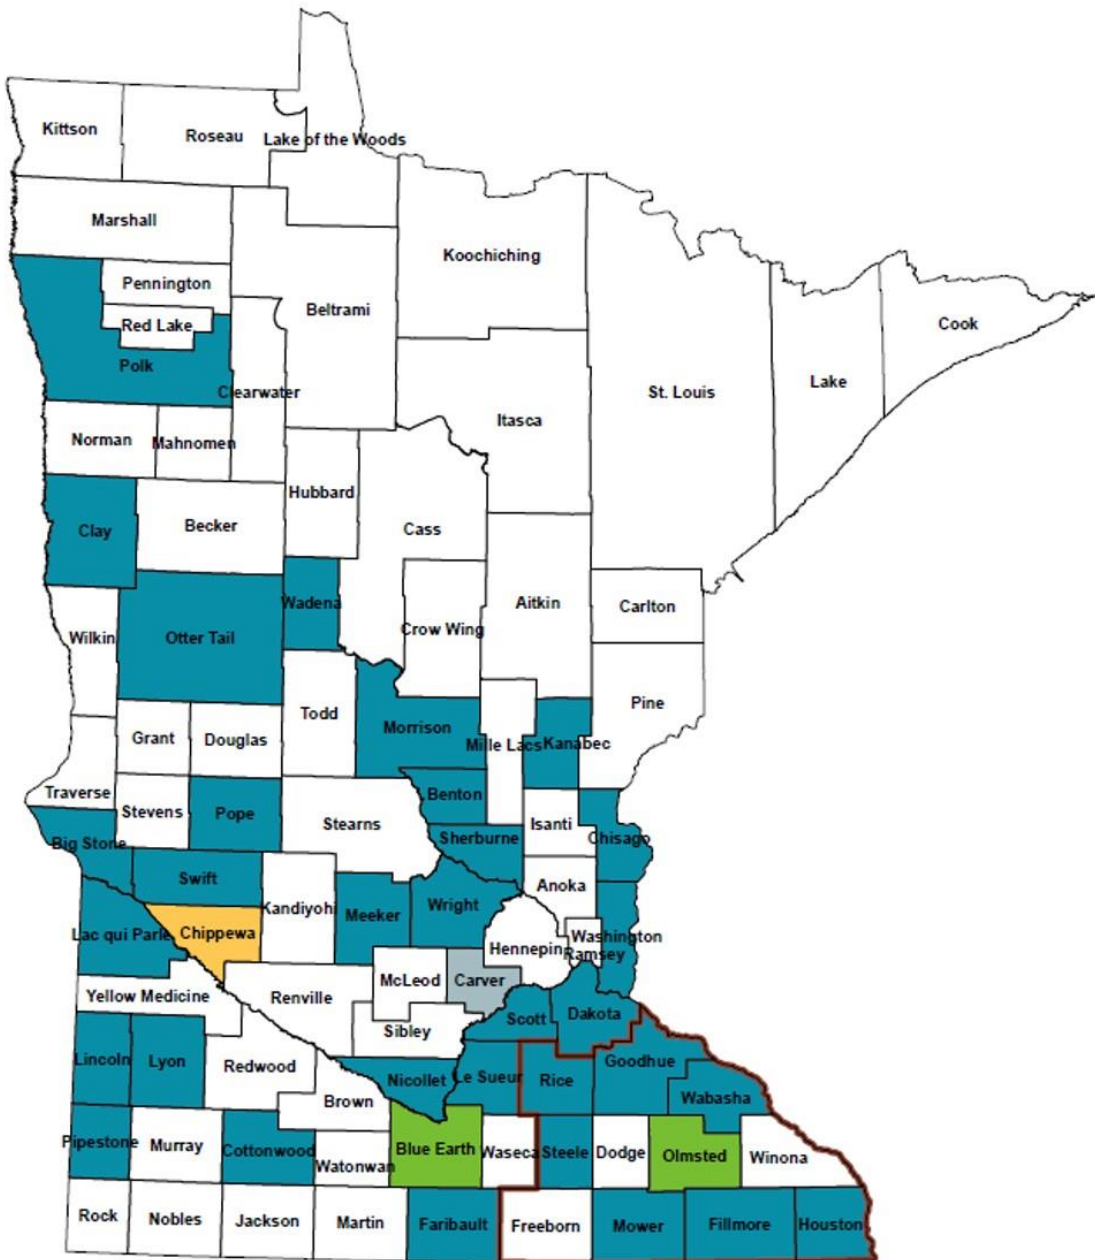 Kittson
Roseau
Lake of the Woods
Marshall
Koochiching
Pennington
Beltrami
Red Lake
Cook
Polk
Clearwater
Lake
St. Louis
Itasca
Norman
Mahnomen
Hubbard
Clay
Becker
Cass
Wadena
Aitkin
Carlton
Wilkin
Otter Tail
Crow Wing
Pine
Todd
Morrison
Grant
Douglas
Mille Lacs
Kanabec
Traverse
Benton
Stevens
Pope
Stearns
Isanti
Big Stone
Sherburne
Chisago
Swift
Anoka
Kandiyohi
Meeker
Wright
Lac qui Parle
Chippewa
Washington
Hennepin
Ramsey
McLeod
Carver
Yellow Medicine
Renville
Scott
Dakota
Sibley
Lincoln
Lyon
Redwood
Goodhue
Nicollet
Le Sueur
Rice
Wabasha
Brown
Pipestone
Murray
Cottonwood
Blue Earth
Waseca
Steele
Dodge
Olmsted
Winona
Watonwan
Rock
Nobles
Jackson
Martin
Faribault
Freeborn
Mower
Fillmore
Houston